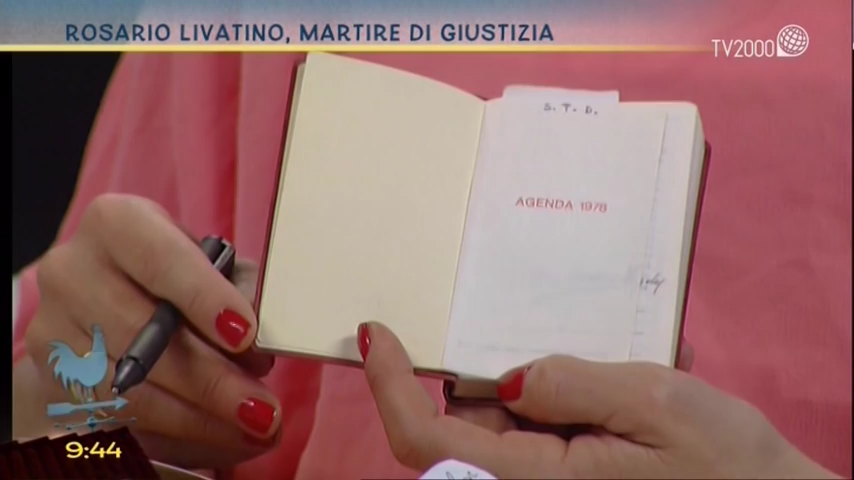 ROSARIO LIVATINO, MARTIRE DI GIUSTIZIA
TV2000
S. T. D.
AGENDA 1978
9:44